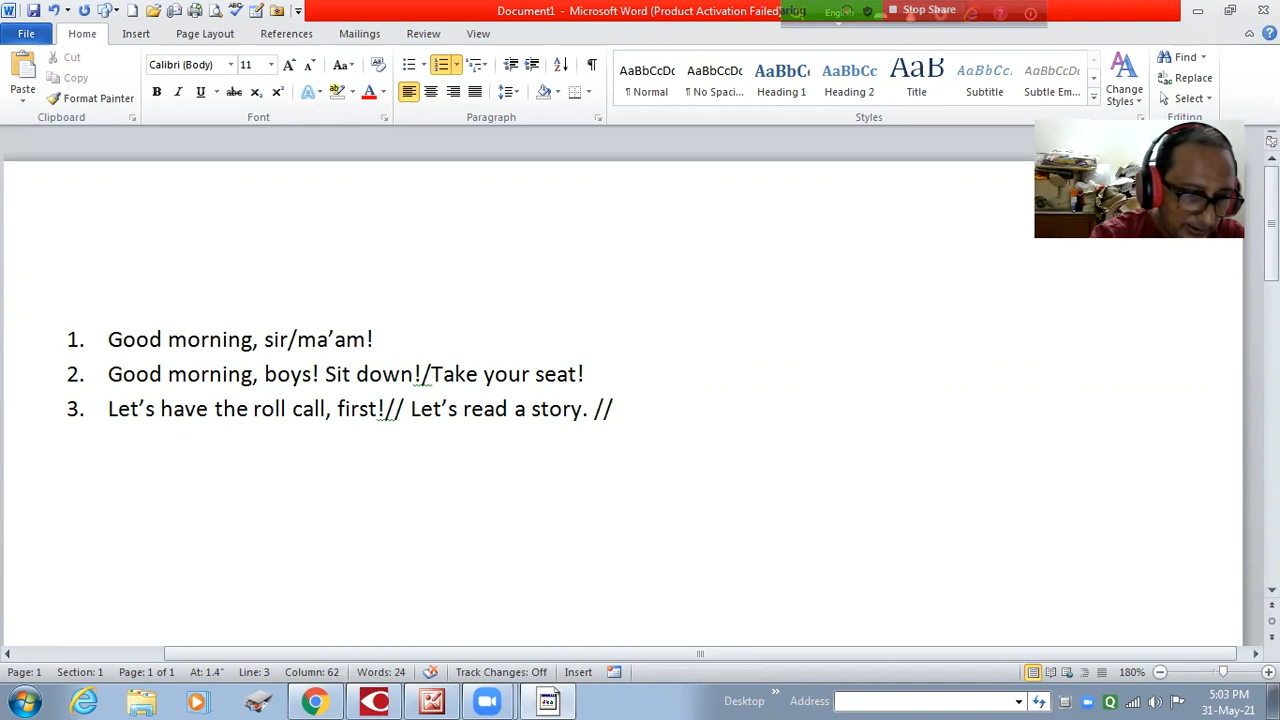 Document1 - Microsoft Word (Product Activation Failed)
aring
English
Stop Share
File Home Insert Page Layout References Mailings Review View
Paste
Cut
Copy
Format Painter
Clipboard
Calibri (Body) 11
Font
Paragraph
AaBbCcDc AaBbCcDc AaBbC AaBbCc AaB AaBbCc. AaBbCcDc
¶ Normal ¶ No Spaci... Heading 1 Heading 2 Title Subtitle Subtle Em...
Styles
Change Styles
Find
Replace
Select
Editing
1. Good morning, sir/ma’am!
2. Good morning, boys! Sit down!/Take your seat!
3. Let’s have the roll call, first!// Let’s read a story. //
Page: 1 Section: 1 Page: 1 of 1 At: 1.4" Line: 3 Column: 62 Words: 24 Track Changes: Off Insert 180%
Desktop Address 5:03 PM
31-May-21